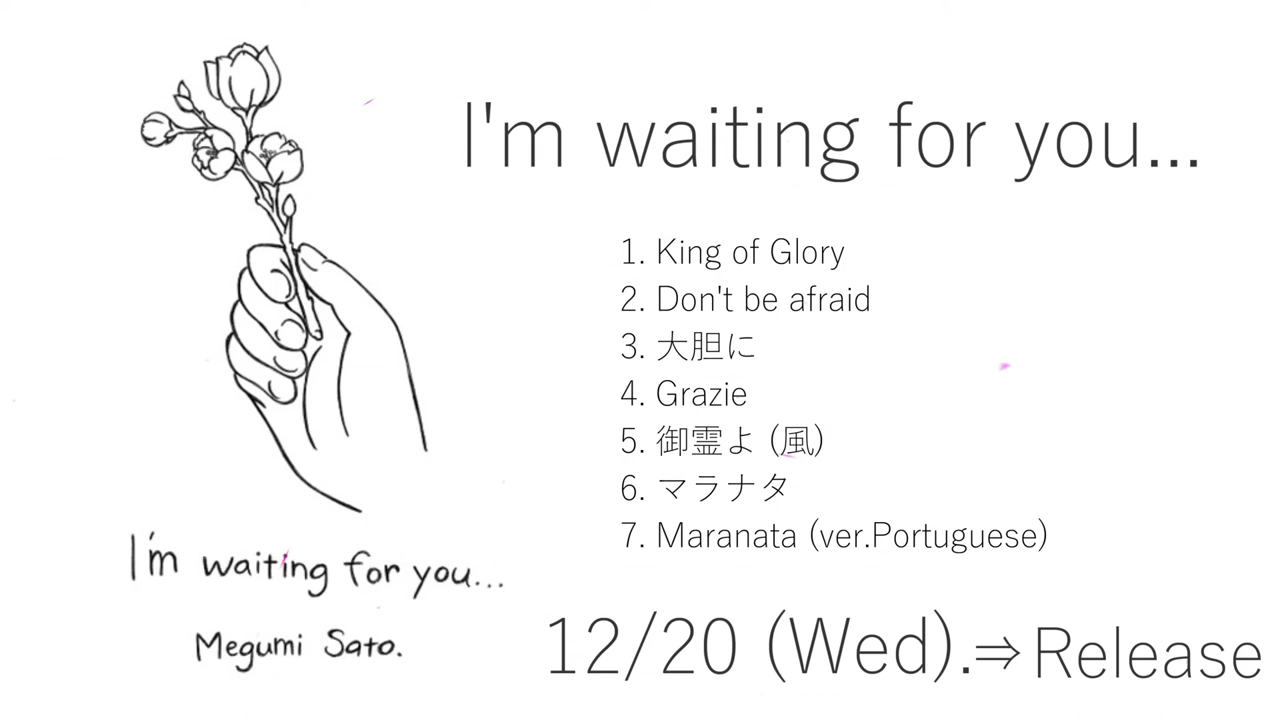 I'm waiting for you...
1. King of Glory
2. Don't be afraid
3. 大胆に
4. Grazie
5. 御霊よ (風)
6. マラナタ
7. Maranata (ver.Portuguese)
I'm waiting for you...
Megumi Sato.
12/20 (Wed).⇒Release